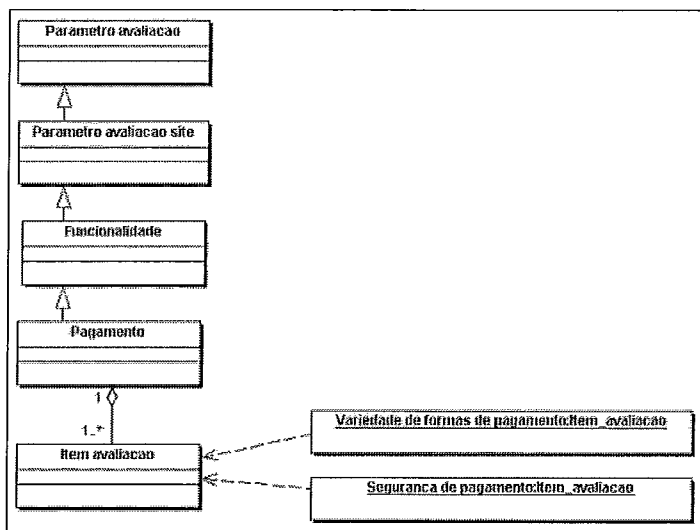 Parametro avaliacao
Parametro avaliacao site
Funcionalidade
Pagamento
1
1..*
Item avaliacao
Variedade de formas de pagamento:Item_avaliacao
Seguranca de pagamento:Item_avaliacao